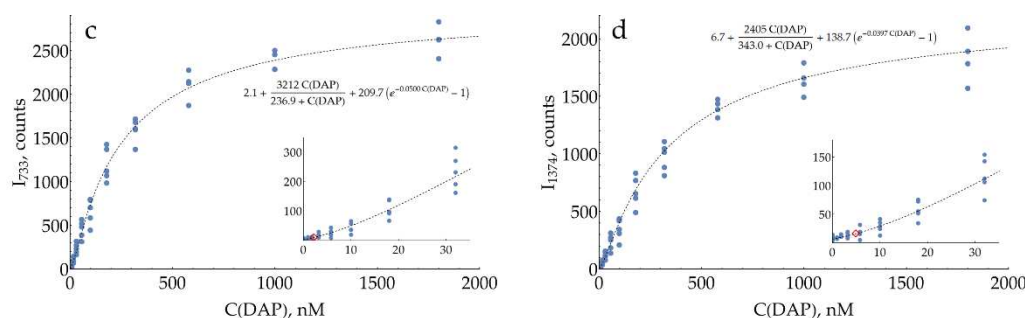 c
2500
2000
1500
1000
500
0
I733, counts
2.1 + 3212 C(DAP) / 236.9 + C(DAP) + 209.7 (e^-0.0500 C(DAP) − 1)
300
200
100
0 10 20 30
0 500 1000 1500 2000
C(DAP), nM
d
2000
1500
1000
500
0
I1374, counts
6.7 + 2405 C(DAP) / 343.0 + C(DAP) + 138.7 (e^-0.0397 C(DAP) − 1)
150
100
50
0 10 20 30
0 500 1000 1500 2000
C(DAP), nM